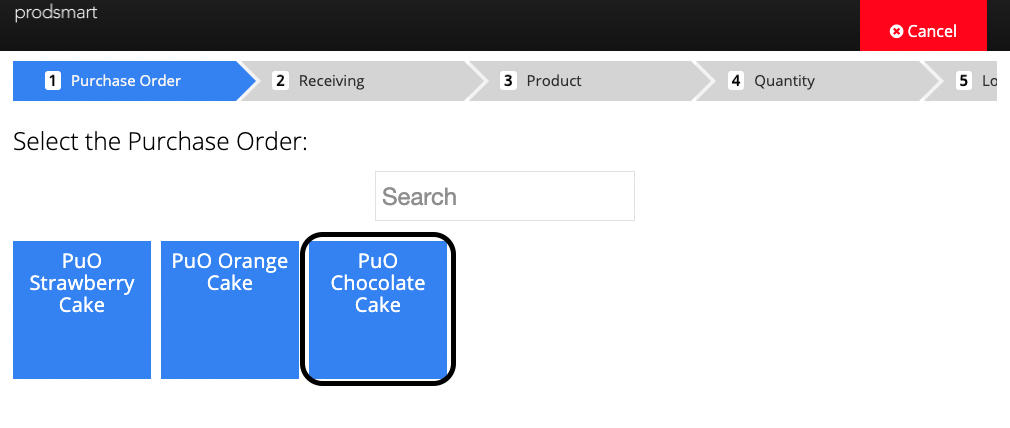 prodsmart
Cancel
1 Purchase Order
2 Receiving
3 Product
4 Quantity
5 Lo
Select the Purchase Order:
Search
PuO
Strawberry
Cake
PuO Orange
Cake
PuO
Chocolate
Cake